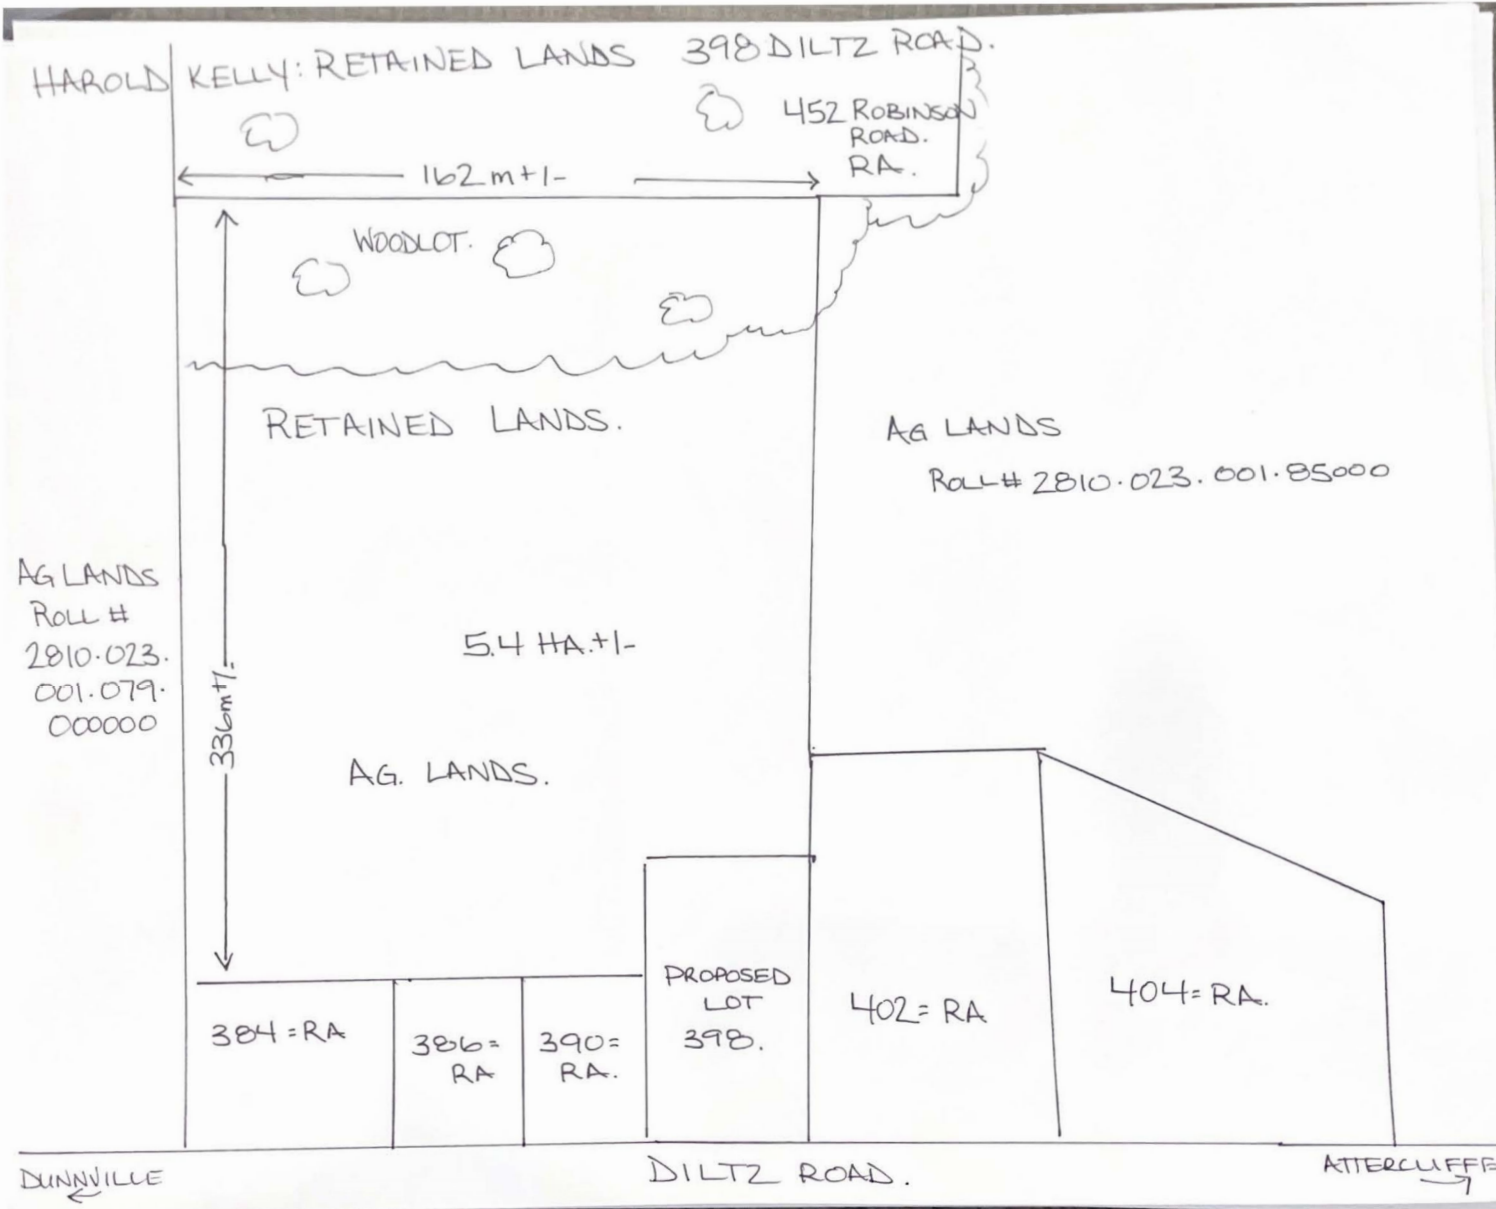 HAROLD KELLY: RETAINED LANDS 398 DILTZ ROAD.
452 ROBINSON
ROAD.
RA.
162 m+/-
WOODLOT.
RETAINED LANDS.
AG LANDS
ROLL# 2810.023.001.85000
AG LANDS
ROLL #
2810.023.
001.079.
000000
336m+/-
5.4 HA.+/-
AG. LANDS.
PROPOSED
LOT
398.
384=RA
386=
RA
390=
RA.
402=RA
404=RA.
DUNNVILLE
DILTZ ROAD.
ATTERCLIFFE